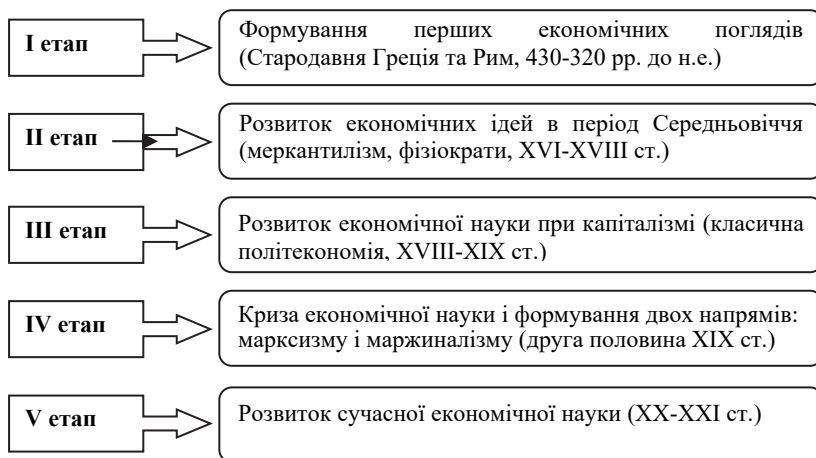 I етап
Формування перших економічних поглядів
(Стародавня Греція та Рим, 430-320 рр. до н.е.)
II етап
Розвиток економічних ідей в період Середньовіччя
(меркантилізм, фізіократи, XVI-XVIII ст.)
III етап
Розвиток економічної науки при капіталізмі (класична
політекономія, XVIII-XIX ст.)
IV етап
Криза економічної науки і формування двох напрямів:
марксизму і маржиналізму (друга половина XIX ст.)
V етап
Розвиток сучасної економічної науки (XX-XXI ст.)